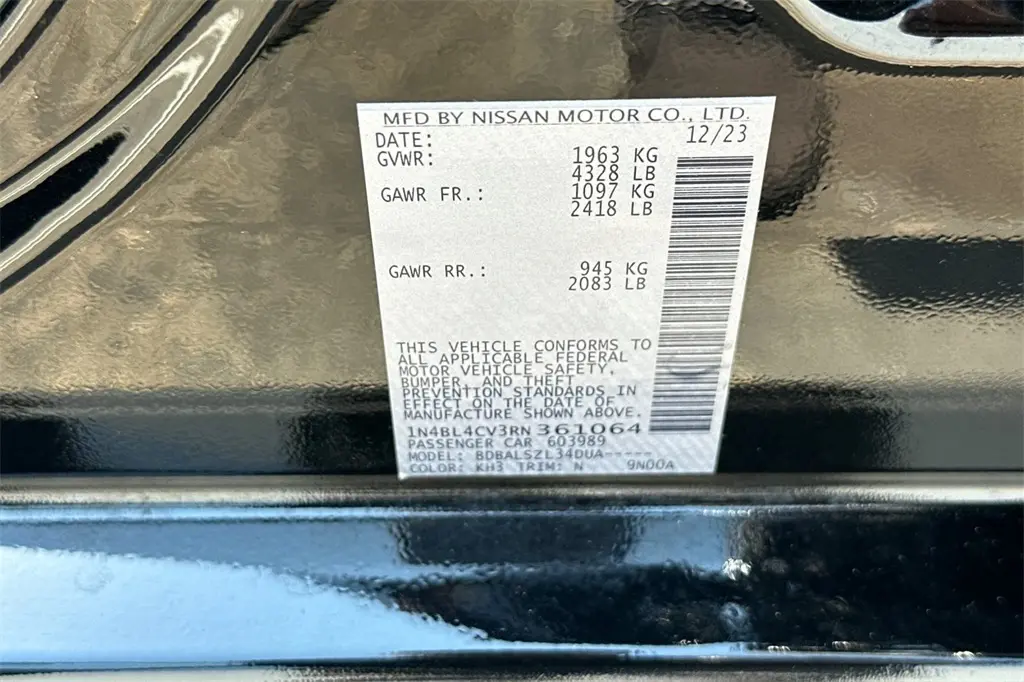 MFD BY NISSAN MOTOR CO., LTD.
DATE: 12/23
GVWR: 1963 KG
4328 LB
GAWR FR.: 1097 KG
2418 LB
GAWR RR.: 945 KG
2083 LB
THIS VEHICLE CONFORMS TO
ALL APPLICABLE FEDERAL
MOTOR VEHICLE SAFETY,
BUMPER, AND THEFT
PREVENTION STANDARDS IN
EFFECT ON THE DATE OF
MANUFACTURE SHOWN ABOVE.
1N4BL4CV3RN361064
PASSENGER CAR 603989
MODEL: BDBALSZL34DUA-----
COLOR: KH3 TRIM: N 9N00A